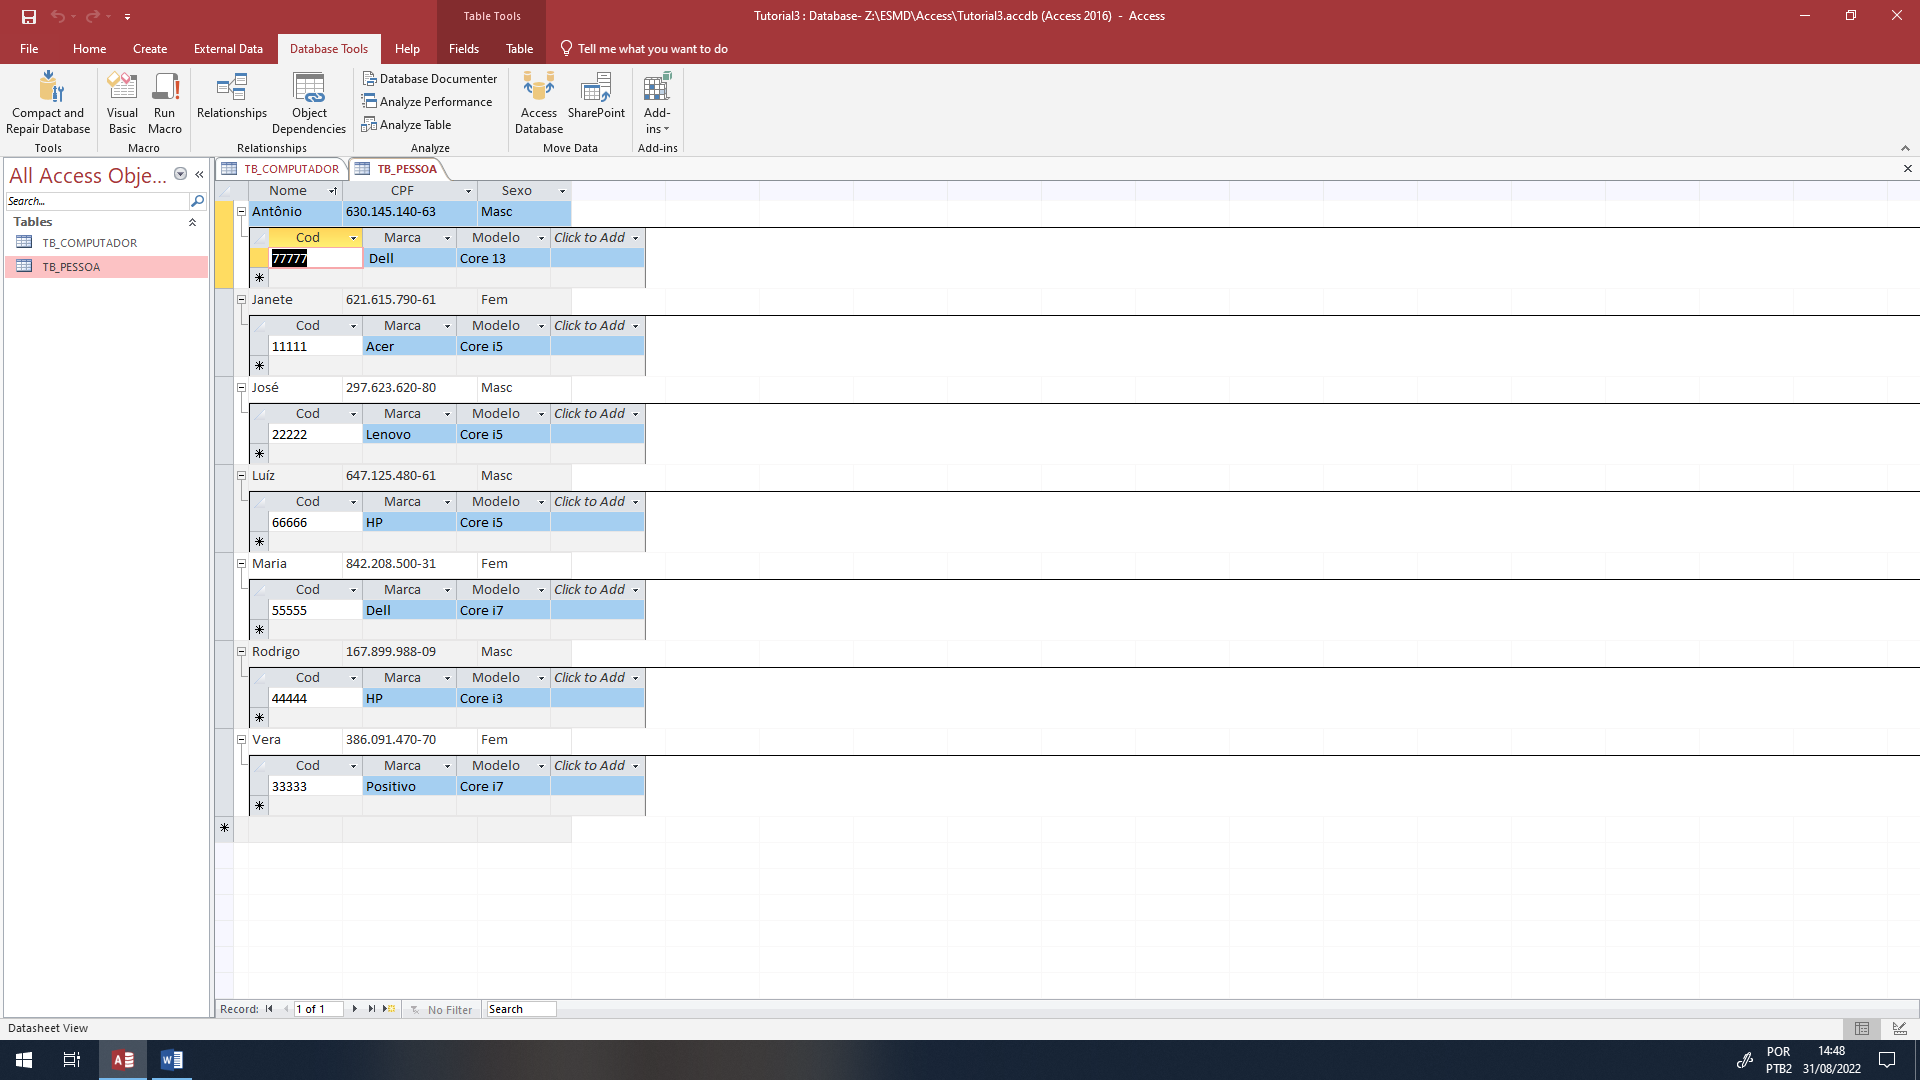 Table Tools
Tutorial3 : Database- Z:\ESMD\Access\Tutorial3.accdb (Access 2016) - Access
File Home Create External Data Database Tools Help Fields Table Tell me what you want to do
Compact and Repair Database
Tools
Visual Basic
Run Macro
Macro
Relationships
Object Dependencies
Relationships
Database Documenter
Analyze Performance
Analyze Table
Analyze
Access Database
SharePoint
Move Data
Add-ins
Add-ins
All Access Obje...
Search...
Tables
TB_COMPUTADOR
TB_PESSOA
TB_COMPUTADOR TB_PESSOA
Nome CPF Sexo
Antônio 630.145.140-63 Masc
Cod Marca Modelo Click to Add
77777 Dell Core 13
Janete 621.615.790-61 Fem
Cod Marca Modelo Click to Add
11111 Acer Core i5
José 297.623.620-80 Masc
Cod Marca Modelo Click to Add
22222 Lenovo Core i5
Luíz 647.125.480-61 Masc
Cod Marca Modelo Click to Add
66666 HP Core i5
Maria 842.208.500-31 Fem
Cod Marca Modelo Click to Add
55555 Dell Core i7
Rodrigo 167.899.988-09 Masc
Cod Marca Modelo Click to Add
44444 HP Core i3
Vera 386.091.470-70 Fem
Cod Marca Modelo Click to Add
33333 Positivo Core i7
Record: 1 of 1 No Filter Search
Datasheet View
POR 14:48
PTB2 31/08/2022